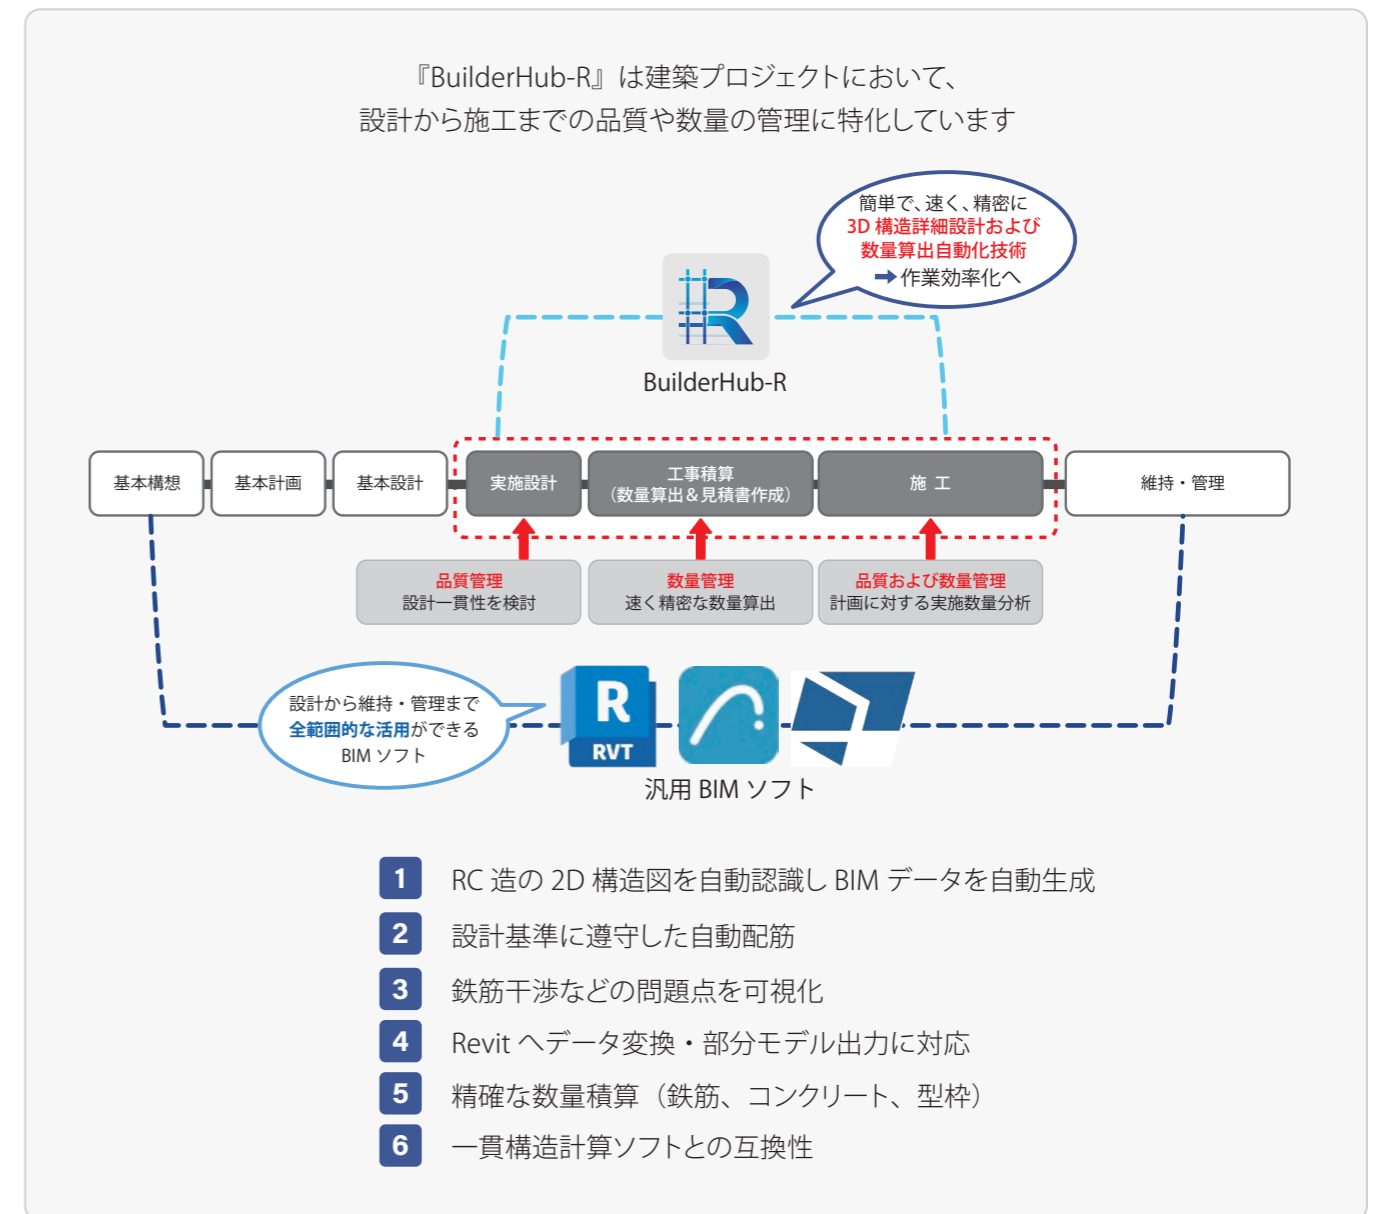 『BuilderHub-R』は建築プロジェクトにおいて、
設計から施工までの品質や数量の管理に特化しています
簡単で、速く、精密に
3D 構造詳細設計および
数量算出自動化技術
➡作業効率化へ
BuilderHub-R
基本構想
基本計画
基本設計
実施設計
工事積算
（数量算出＆見積書作成）
施 工
維持・管理
品質管理
設計一貫性を検討
数量管理
速く精密な数量算出
品質および数量管理
計画に対する実施数量分析
設計から維持・管理まで
全範囲的な活用ができる
BIM ソフト
R
RVT
汎用 BIM ソフト
1 RC 造の 2D 構造図を自動認識し BIM データを自動生成
2 設計基準に遵守した自動配筋
3 鉄筋干渉などの問題点を可視化
4 Revit へデータ変換・部分モデル出力に対応
5 精確な数量積算（鉄筋、コンクリート、型枠）
6 一貫構造計算ソフトとの互換性